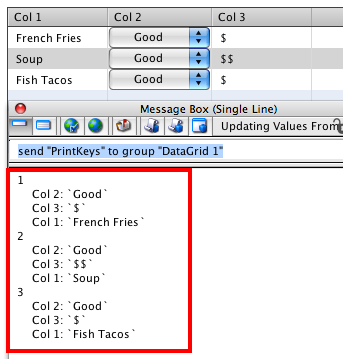 Col 1 Col 2 Col 3
French Fries Good $
Soup Good $$
Fish Tacos Good $
Message Box (Single Line)
Updating Values From
send "PrintKeys" to group "DataGrid 1"
1
Col 2: `Good`
Col 3: `$`
Col 1: `French Fries`
2
Col 2: `Good`
Col 3: `$$`
Col 1: `Soup`
3
Col 2: `Good`
Col 3: `$`
Col 1: `Fish Tacos`